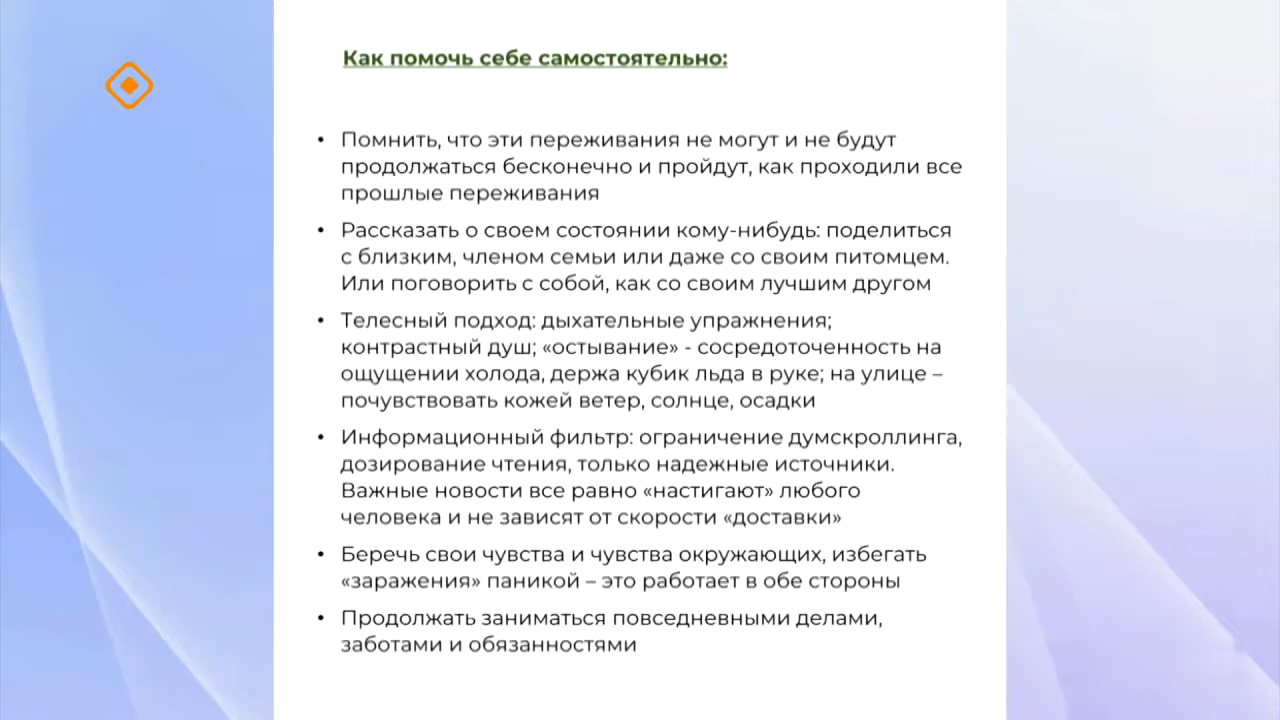 Как помочь себе самостоятельно:
• Помнить, что эти переживания не могут и не будут
продолжаться бесконечно и пройдут, как проходили все
прошлые переживания
• Рассказать о своем состоянии кому-нибудь: поделиться
с близким, членом семьи или даже со своим питомцем.
Или поговорить с собой, как со своим лучшим другом
• Телесный подход: дыхательные упражнения;
контрастный душ; «остывание» - сосредоточенность на
ощущении холода, держа кубик льда в руке; на улице –
почувствовать кожей ветер, солнце, осадки
• Информационный фильтр: ограничение думскроллинга,
дозирование чтения, только надежные источники.
Важные новости все равно «настигают» любого
человека и не зависят от скорости «доставки»
• Беречь свои чувства и чувства окружающих, избегать
«заражения» паникой – это работает в обе стороны
• Продолжать заниматься повседневными делами,
заботами и обязанностями